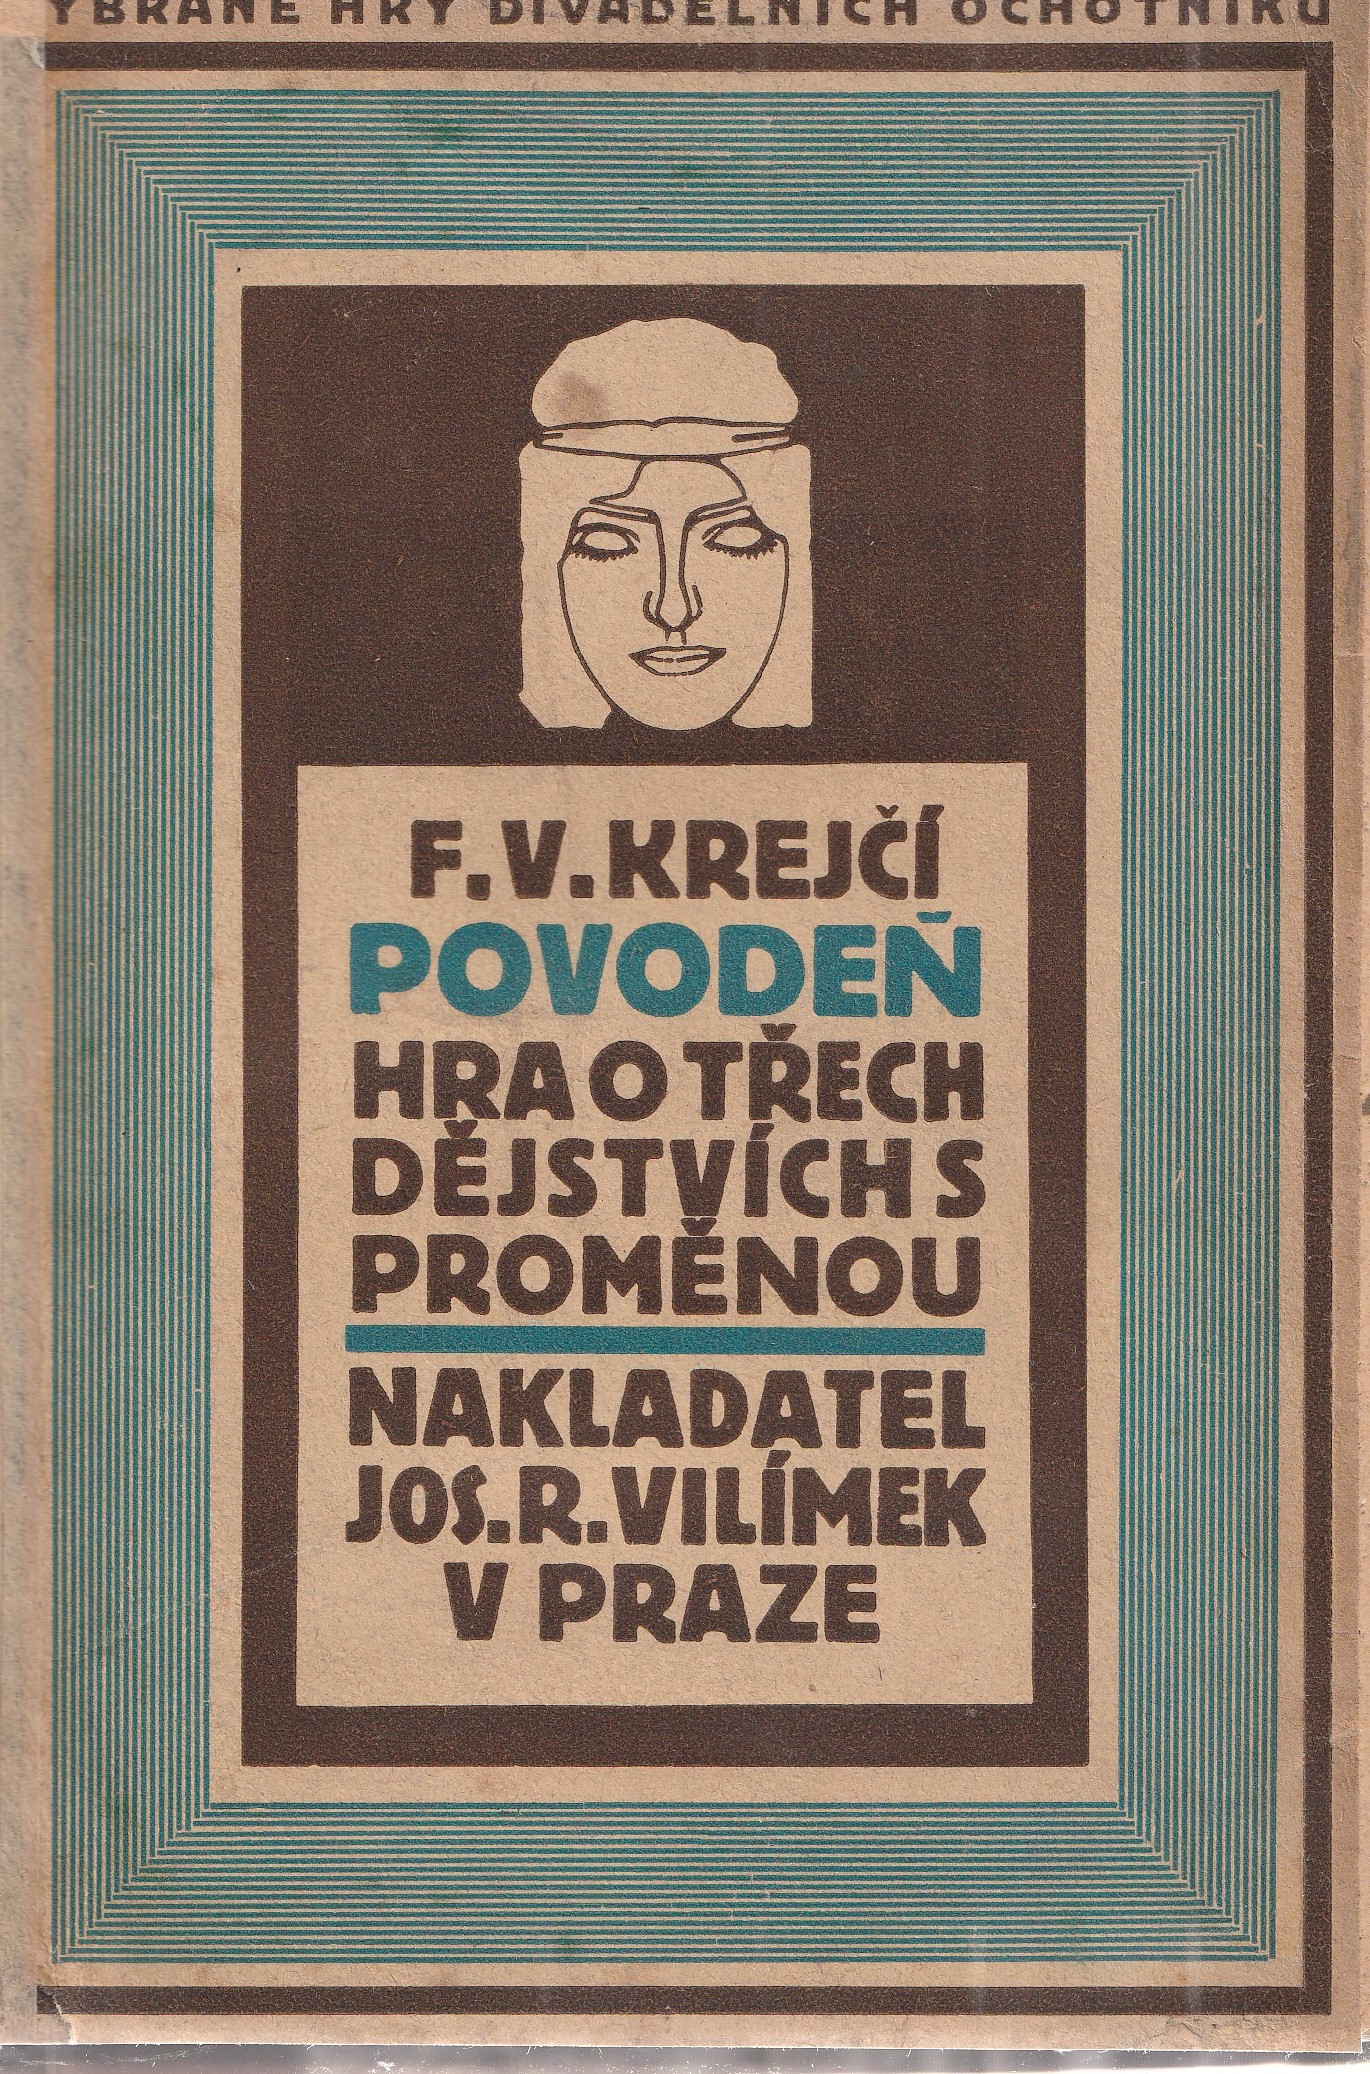 YBRANÉ HRY DIVADELNÍCH OCHOTNÍKŮ
F. V. KREJČÍ
POVODEŇ
HRA O TŘECH
DĚJSTVÍCH S
PROMĚNOU
NAKLADATEL
JOS. R. VILÍMEK
V PRAZE